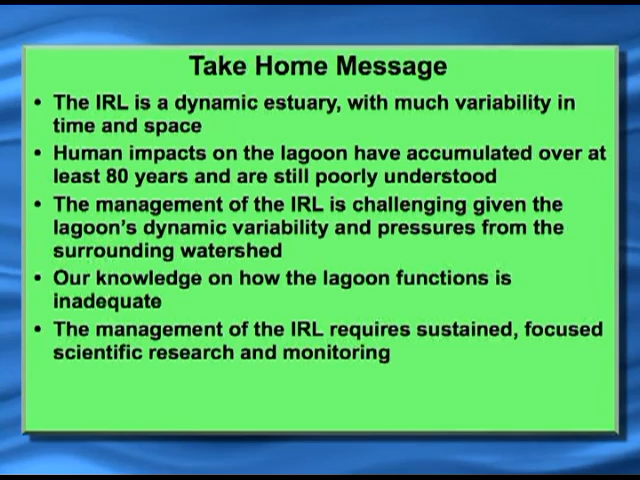 Take Home Message
• The IRL is a dynamic estuary, with much variability in
time and space
• Human impacts on the lagoon have accumulated over at
least 80 years and are still poorly understood
• The management of the IRL is challenging given the
lagoon's dynamic variability and pressures from the
surrounding watershed
• Our knowledge on how the lagoon functions is
inadequate
• The management of the IRL requires sustained, focused
scientific research and monitoring